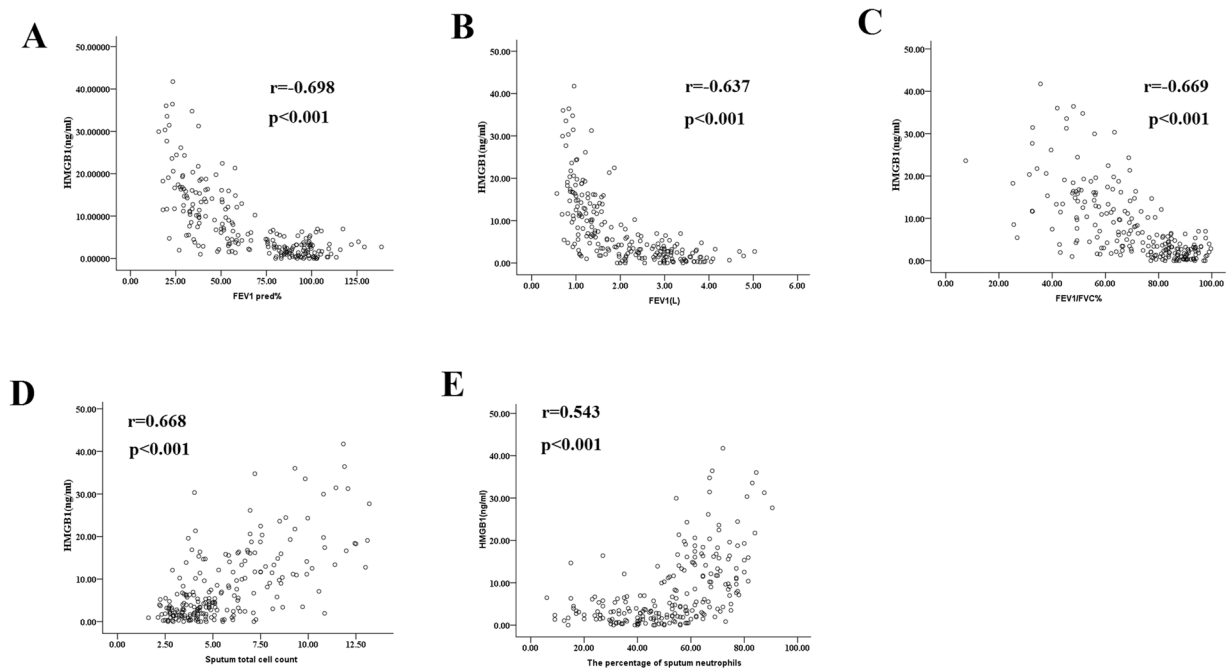 A
HMGB1(ng/ml)
50.00000
40.00000
30.00000
20.00000
10.00000
.00000
r=-0.698
p<0.001
.00
25.00
50.00
75.00
100.00
125.00
FEV1 pred%
B
HMGB1(ng/ml)
50.00
40.00
30.00
20.00
10.00
0.00
r=-0.637
p<0.001
0.00
1.00
2.00
3.00
4.00
5.00
6.00
FEV1(L)
C
HMGB1(ng/ml)
50.00
40.00
30.00
20.00
10.00
.00
r=-0.669
p<0.001
0.00
20.00
40.00
60.00
80.00
100.00
FEV1/FVC%
D
HMGB1(ng/ml)
50.00
40.00
30.00
20.00
10.00
0.00
r=0.668
p<0.001
0.00
2.50
5.00
7.50
10.00
12.50
Sputum total cell count
E
HMGB1(ng/ml)
50.00
40.00
30.00
20.00
10.00
0.00
r=0.543
p<0.001
0.00
20.00
40.00
60.00
80.00
100.00
The percentage of sputum neutrophils